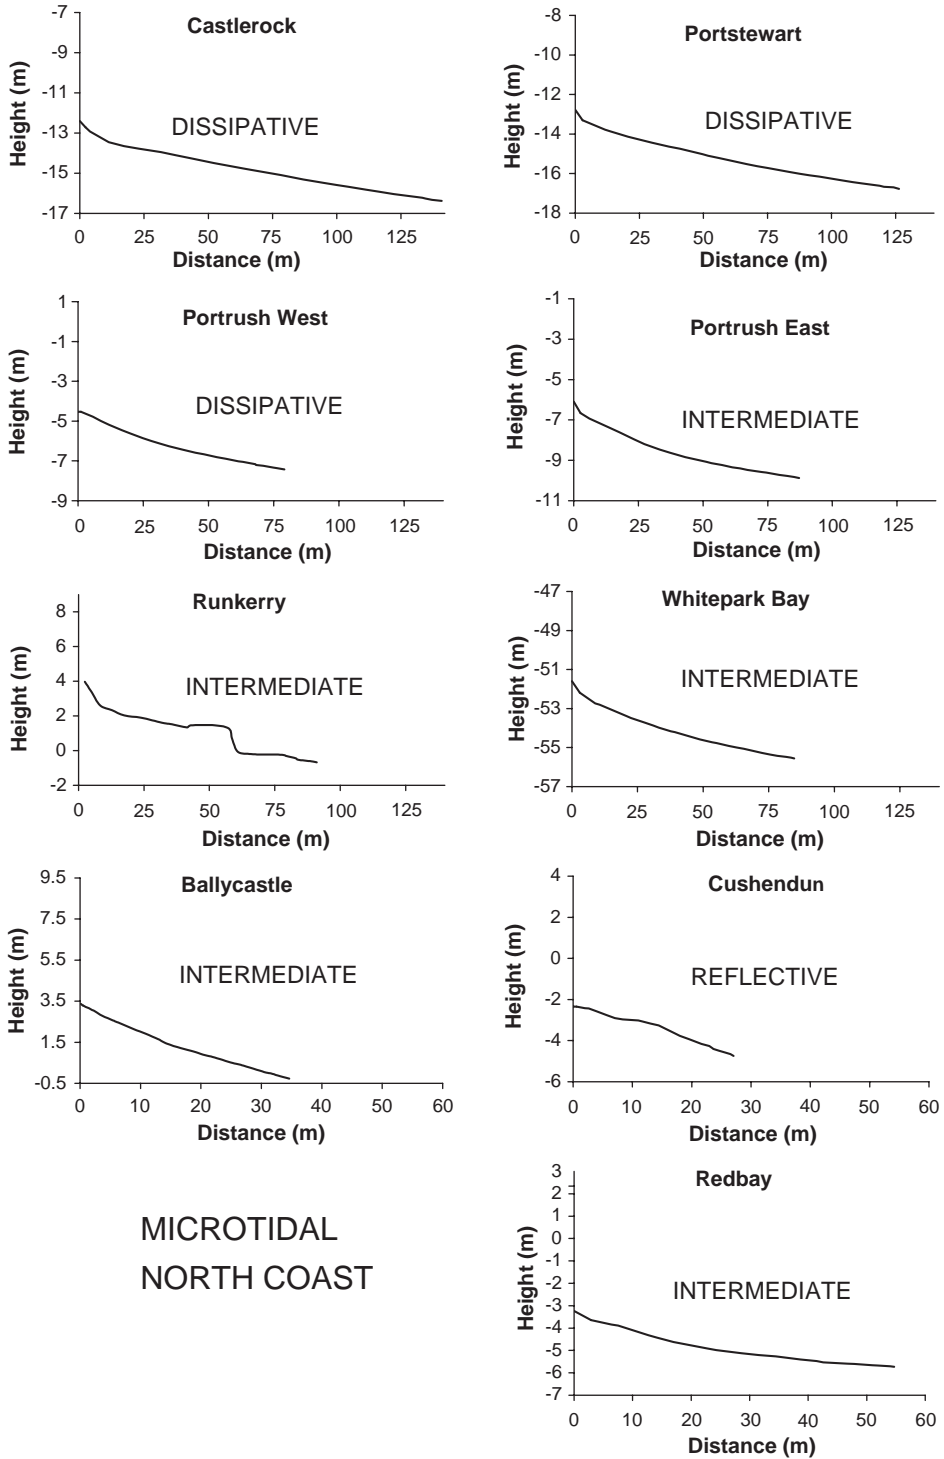 Castlerock
-7
-9
-11
-13
-15
-17
Height (m)
DISSIPATIVE
0 25 50 75 100 125
Distance (m)
Portstewart
-8
-10
-12
-14
-16
-18
Height (m)
DISSIPATIVE
0 25 50 75 100 125
Distance (m)
Portrush West
1
-1
-3
-5
-7
-9
Height (m)
DISSIPATIVE
0 25 50 75 100 125
Distance (m)
Portrush East
-1
-3
-5
-7
-9
-11
Height (m)
INTERMEDIATE
0 25 50 75 100 125
Distance (m)
Runkerry
8
6
4
2
0
-2
Height (m)
INTERMEDIATE
0 25 50 75 100 125
Distance (m)
Whitepark Bay
-47
-49
-51
-53
-55
-57
Height (m)
INTERMEDIATE
0 25 50 75 100 125
Distance (m)
Ballycastle
9.5
7.5
5.5
3.5
1.5
-0.5
Height (m)
INTERMEDIATE
0 10 20 30 40 50 60
Distance (m)
Cushendun
4
2
0
-2
-4
-6
Height (m)
REFLECTIVE
0 10 20 30 40 50 60
Distance (m)
MICROTIDAL
NORTH COAST
Redbay
3
2
1
0
-1
-2
-3
-4
-5
-6
-7
Height (m)
INTERMEDIATE
0 10 20 30 40 50 60
Distance (m)